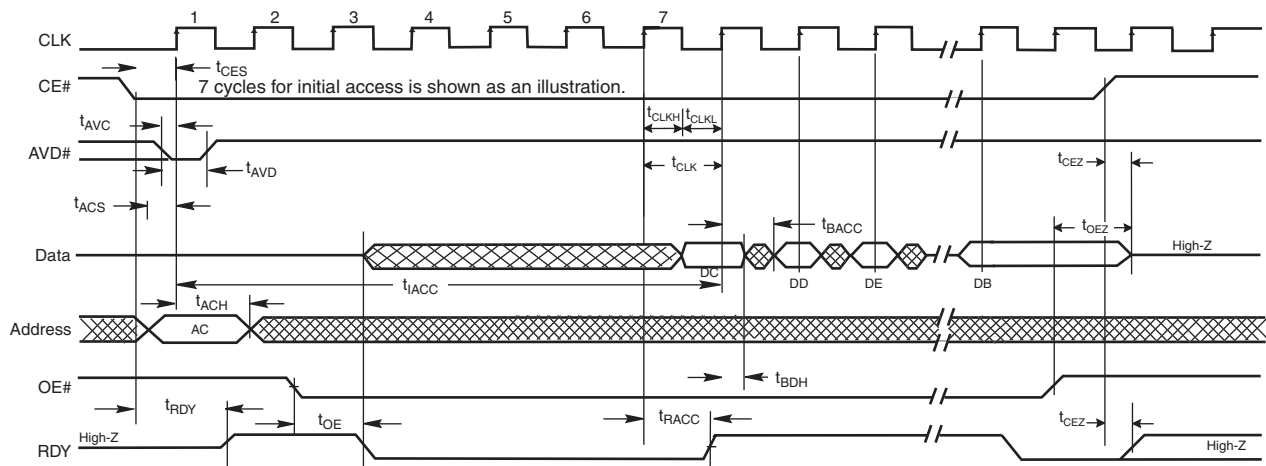 1 2 3 4 5 6 7
CLK
tCES
CE#
7 cycles for initial access is shown as an illustration.
tAVC
tCLKH tCLKL
AVD#
tAVD
tCLK
tCEZ
tACS
tBACC
tOEZ
Data
High-Z
DC
DD
DE
DB
tIACC
tACH
Address
AC
OE#
tBDH
tRDY
tOE
tRACC
tCEZ
High-Z
RDY
High-Z